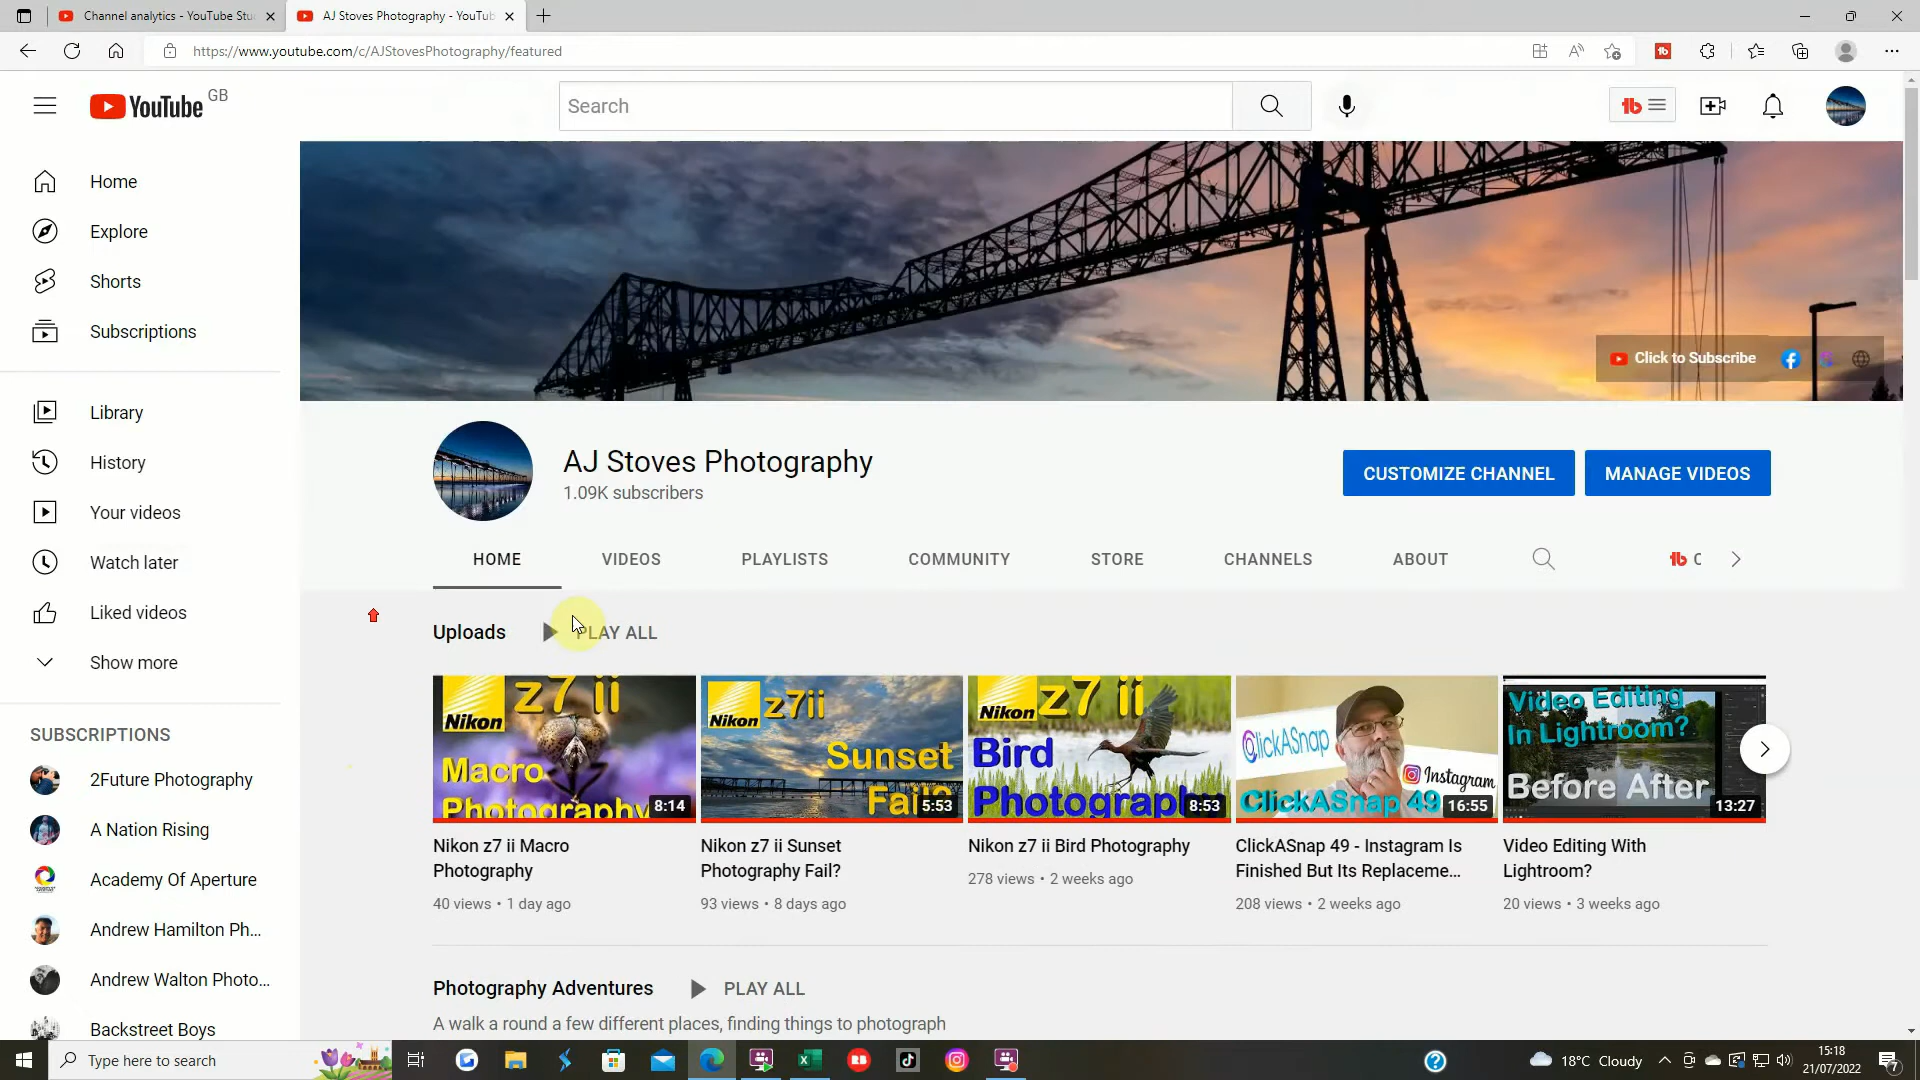 Channel analytics - YouTube Stu
AJ Stoves Photography - YouTub
https://www.youtube.com/c/AJStovesPhotography/featured
YouTube GB
Search
Home
Explore
Shorts
Subscriptions
Library
History
Your videos
Watch later
Liked videos
Show more
SUBSCRIPTIONS
2Future Photography
A Nation Rising
Academy Of Aperture
Andrew Hamilton Ph...
Andrew Walton Photo...
Backstreet Boys
Click to Subscribe
AJ Stoves Photography
1.09K subscribers
CUSTOMIZE CHANNEL
MANAGE VIDEOS
HOME VIDEOS PLAYLISTS COMMUNITY STORE CHANNELS ABOUT
Uploads PLAY ALL
Nikon z7 ii
Macro
Photography
8:14
Nikon z7 ii Macro
Photography
40 views • 1 day ago
Nikon z7ii
Sunset
Fail?
5:53
Nikon z7 ii Sunset
Photography Fail?
93 views • 8 days ago
Nikon z7 ii
Bird
Photography
8:53
Nikon z7 ii Bird Photography
278 views • 2 weeks ago
ClickASnap
Instagram
ClickASnap 49
16:55
ClickASnap 49 - Instagram Is
Finished But Its Replaceme...
208 views • 2 weeks ago
Video Editing
In Lightroom?
Before After
13:27
Video Editing With
Lightroom?
20 views • 3 weeks ago
Photography Adventures PLAY ALL
A walk a round a few different places, finding things to photograph
Type here to search
18°C Cloudy
15:18
21/07/2022
7